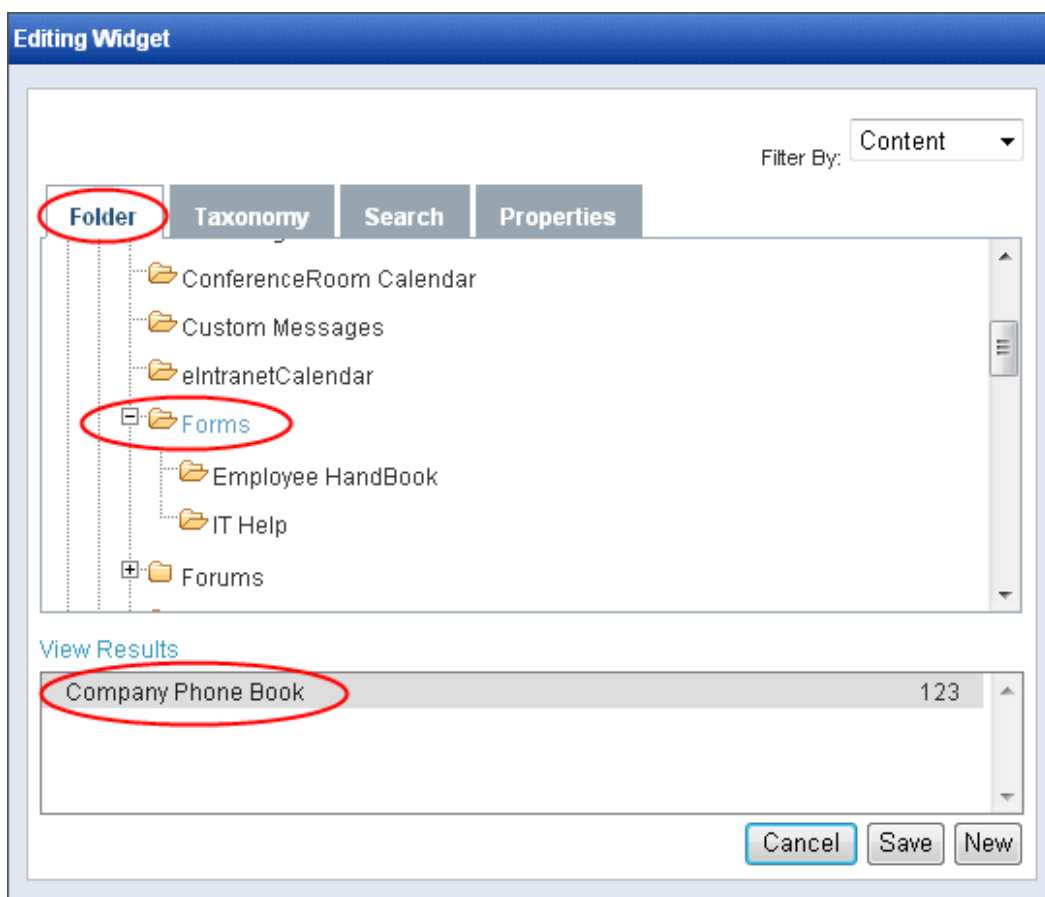 Editing Widget
Filter By: Content
Folder Taxonomy Search Properties
ConferenceRoom Calendar
Custom Messages
eIntranetCalendar
Forms
Employee HandBook
IT Help
Forums
View Results
Company Phone Book 123
Cancel Save New